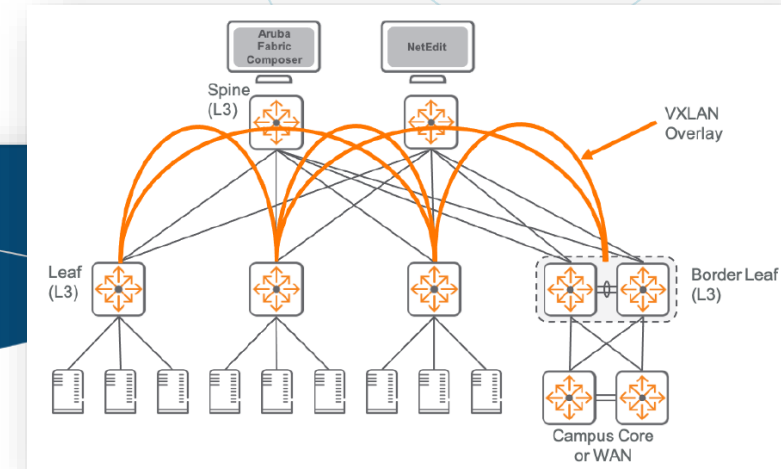 Aruba
Fabric
Composer
NetEdit
Spine
(L3)
VXLAN
Overlay
Leaf
(L3)
Border Leaf
(L3)
Campus Core
or WAN